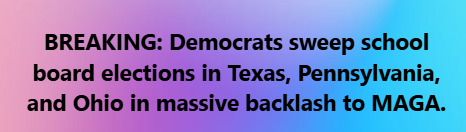 BREAKING: Democrats sweep school
board elections in Texas, Pennsylvania,
and Ohio in massive backlash to MAGA.